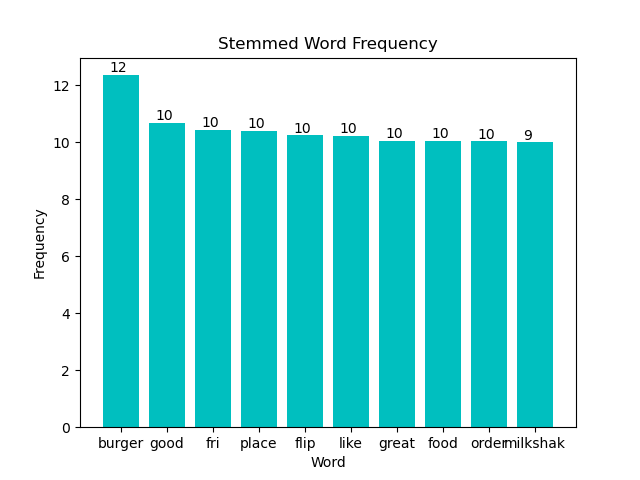 Stemmed Word Frequency
12 10 10 10 10 10 10 10 10 9
12
10
8
6
4
2
0
Frequency
burger good fri place flip like great food order milkshak
Word